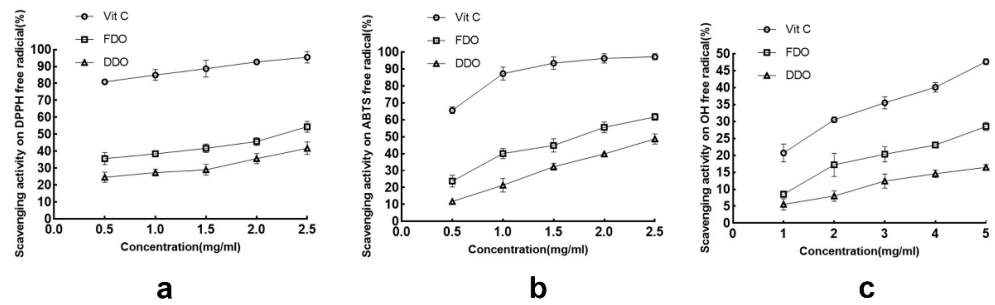 Vit C
FDO
DDO
Scavenging activity on DPPH free radicial(%)
100
90
80
70
60
50
40
30
20
10
0
0.0 0.5 1.0 1.5 2.0 2.5
Concentration(mg/ml)
a
Vit C
FDO
DDO
Scavenging activity on ABTS free radical(%)
100
90
80
70
60
50
40
30
20
10
0
0.0 0.5 1.0 1.5 2.0 2.5
Concentration(mg/ml)
b
Vit C
FDO
DDO
Scavenging activity on OH free radical(%)
50
45
40
35
30
25
20
15
10
5
0
0 1 2 3 4 5
Concentration(mg/ml)
c